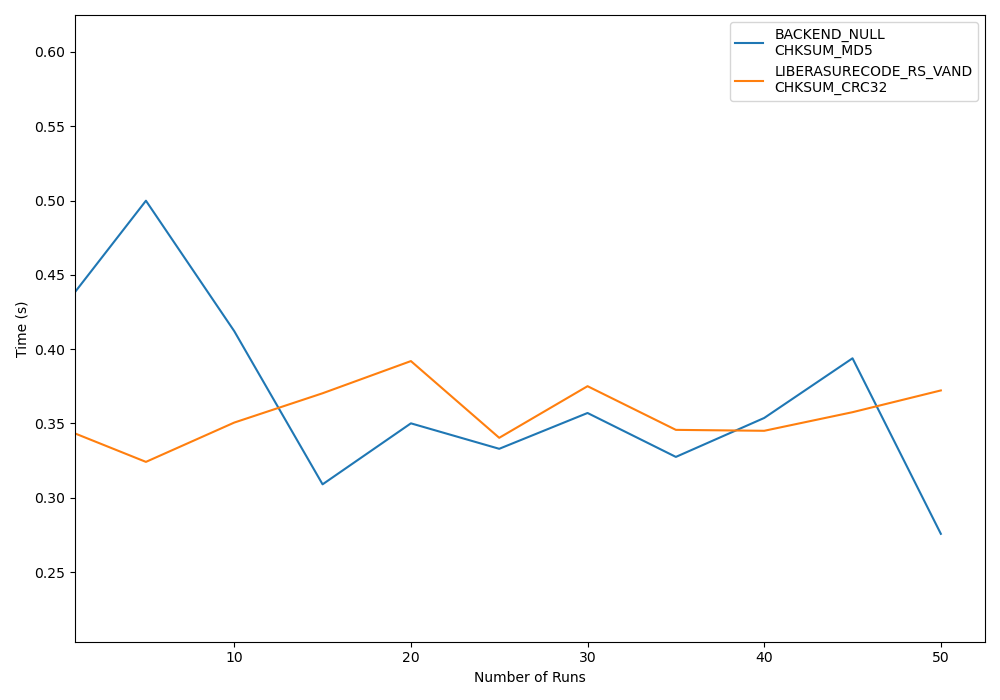 BACKEND_NULL
CHKSUM_MD5
LIBERASURECODE_RS_VAND
CHKSUM_CRC32
0.60
0.55
0.50
0.45
0.40
0.35
0.30
0.25
Time (s)
10 20 30 40 50
Number of Runs